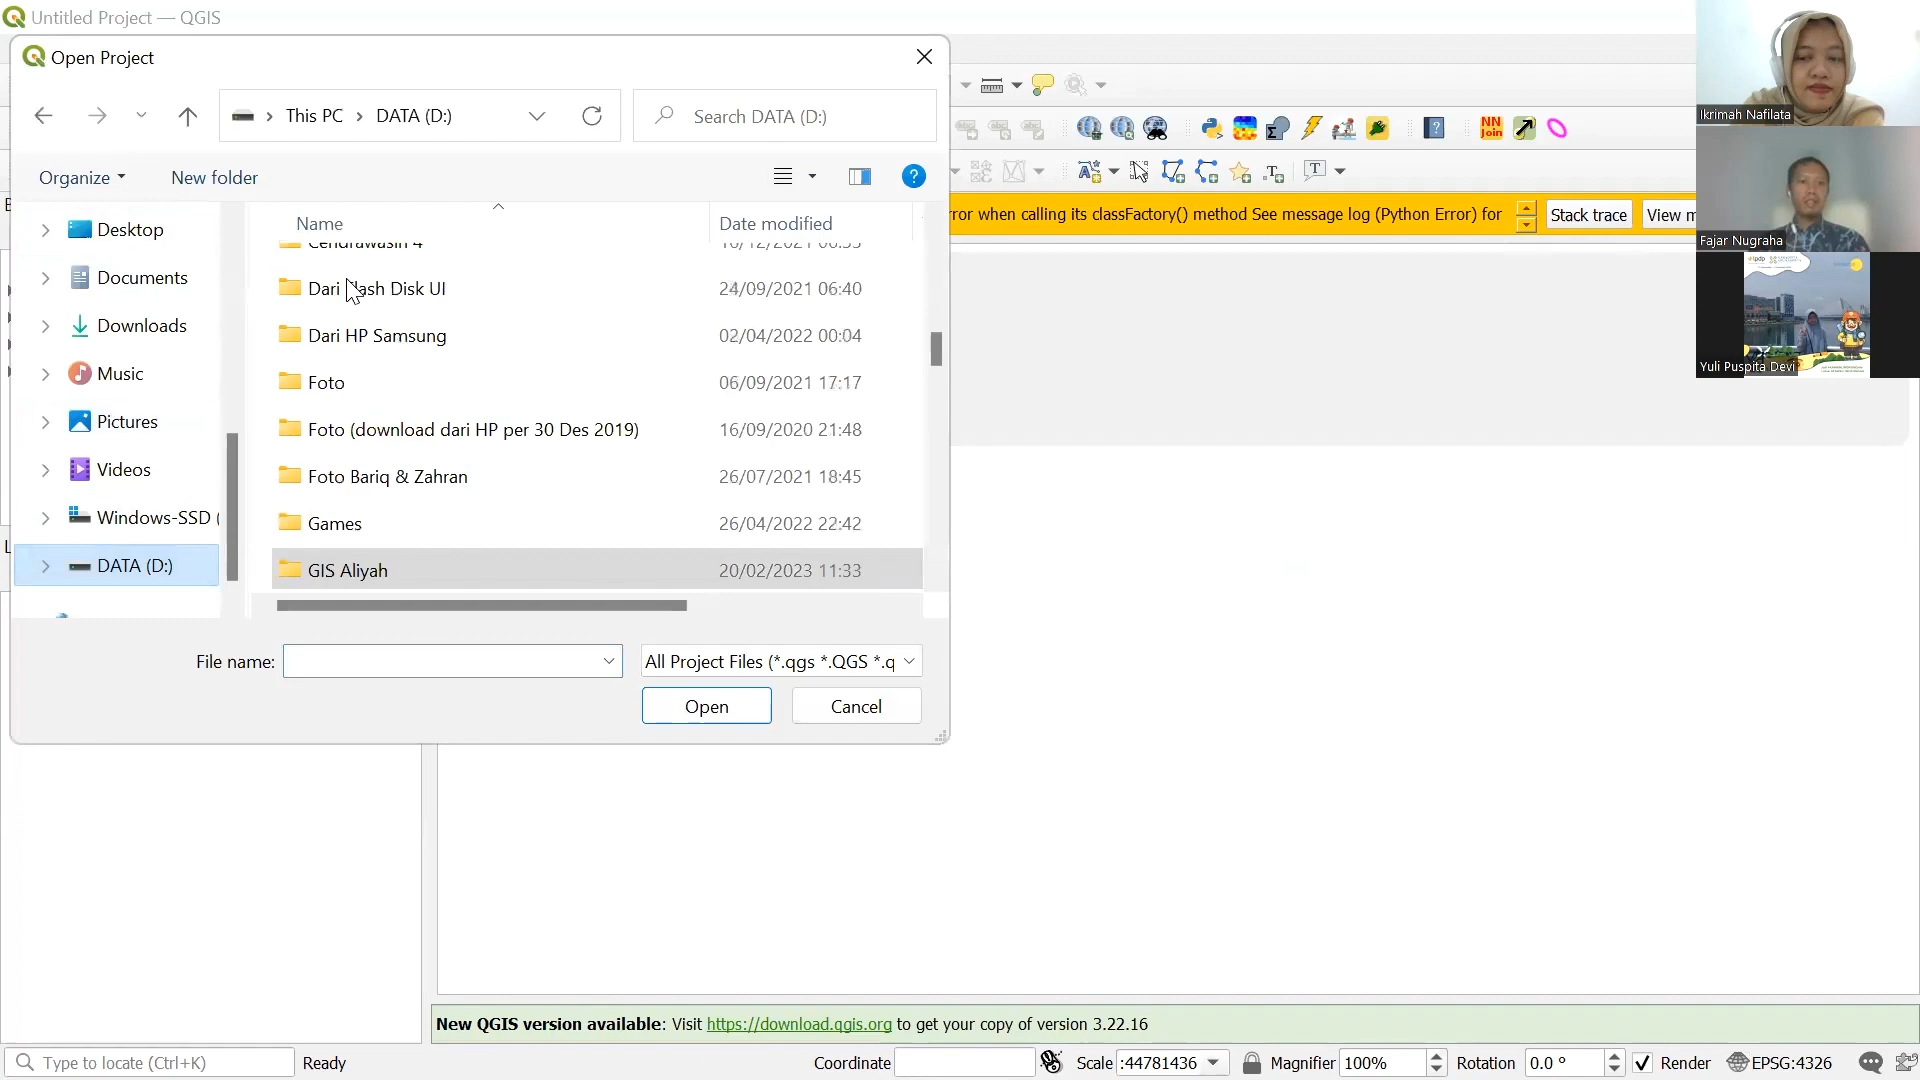 Untitled Project — QGIS
Open Project
This PC > DATA (D:)
Search DATA (D:)
Organize
New folder
Name
Date modified
Desktop
Documents
Downloads
Music
Pictures
Videos
Windows-SSD (
DATA (D:)
Cendrawasih 4
Dari Flash Disk UI 24/09/2021 06:40
Dari HP Samsung 02/04/2022 00:04
Foto 06/09/2021 17:17
Foto (download dari HP per 30 Des 2019) 16/09/2020 21:48
Foto Bariq & Zahran 26/07/2021 18:45
Games 26/04/2022 22:42
GIS Aliyah 20/02/2023 11:33
File name:
All Project Files (*.qgs *.QGS *.q
Open
Cancel
NN
Join
ror when calling its classFactory() method See message log (Python Error) for
Stack trace
View m
Ikrimah Nafilata
Fajar Nugraha
lpdp
Yuli Puspita Devi
New QGIS version available: Visit https://download.qgis.org to get your copy of version 3.22.16
Type to locate (Ctrl+K)
Ready
Coordinate
Scale :44781436
Magnifier 100%
Rotation 0.0 °
Render
EPSG:4326